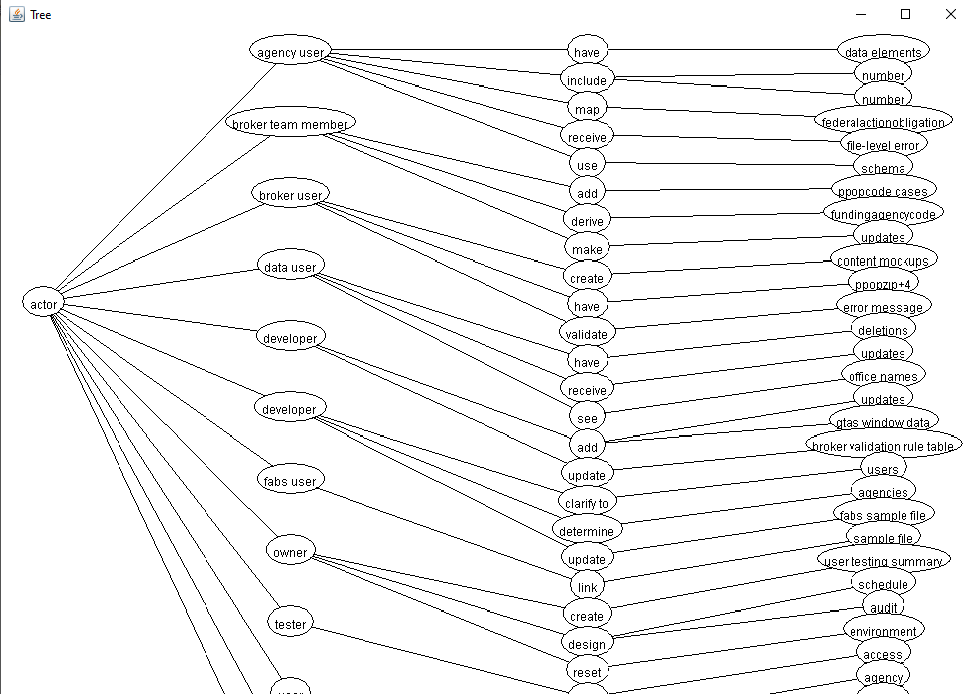 Tree
actor
agency user
broker team member
broker user
data user
developer
developer
fabs user
owner
tester
have
include
map
receive
use
add
derive
make
create
have
validate
have
receive
see
add
update
clarify to
determine
update
link
create
design
reset
data elements
number
number
federalactionobligation
file-level error
schema
ppopcode cases
fundingagencycode
updates
content mockups
ppopzip+4
error message
deletions
updates
office names
updates
gtas window data
broker validation rule table
users
agencies
fabs sample file
sample file
user testing summary
schedule
audit
environment
access
agency